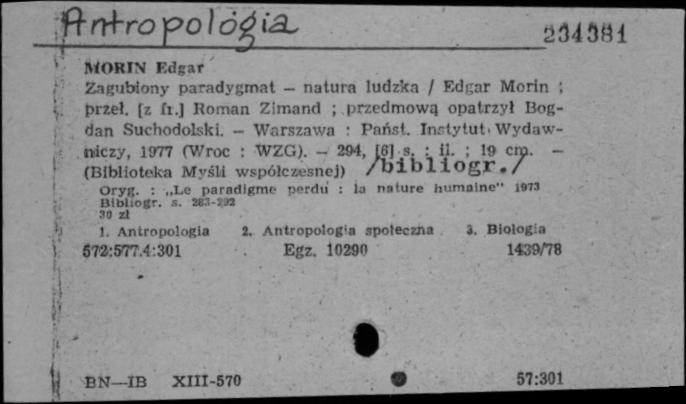 Antropológia
234381
MORIN Edgar
Zagubiony paradygmat — natura ludzka / Edgar Morin ;
przeł. [z fr.] Roman Zimand ; przedmową opatrzył Bog-
dan Suchodolski. — Warszawa : Państ. Instytut Wydaw-
niczy, 1977 (Wroc : WZG). — 294, [6] s. : il. ; 19 cm. —
(Biblioteka Myśli współczesnej) /bibliogr./
Oryg. : „Le paradigme perdu : la nature humaine" 1973
Bibliogr. s. 283-292
30 zl
1. Antropologia 2. Antropologia społeczna 3. Biologia
572:577.4:301 Egz. 10290 1439/78
BN—IB XIII-570 57:301